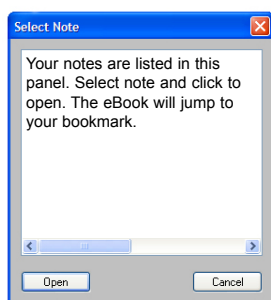 Select Note
Your notes are listed in this
panel. Select note and click to
open. The eBook will jump to
your bookmark.
Open Cancel